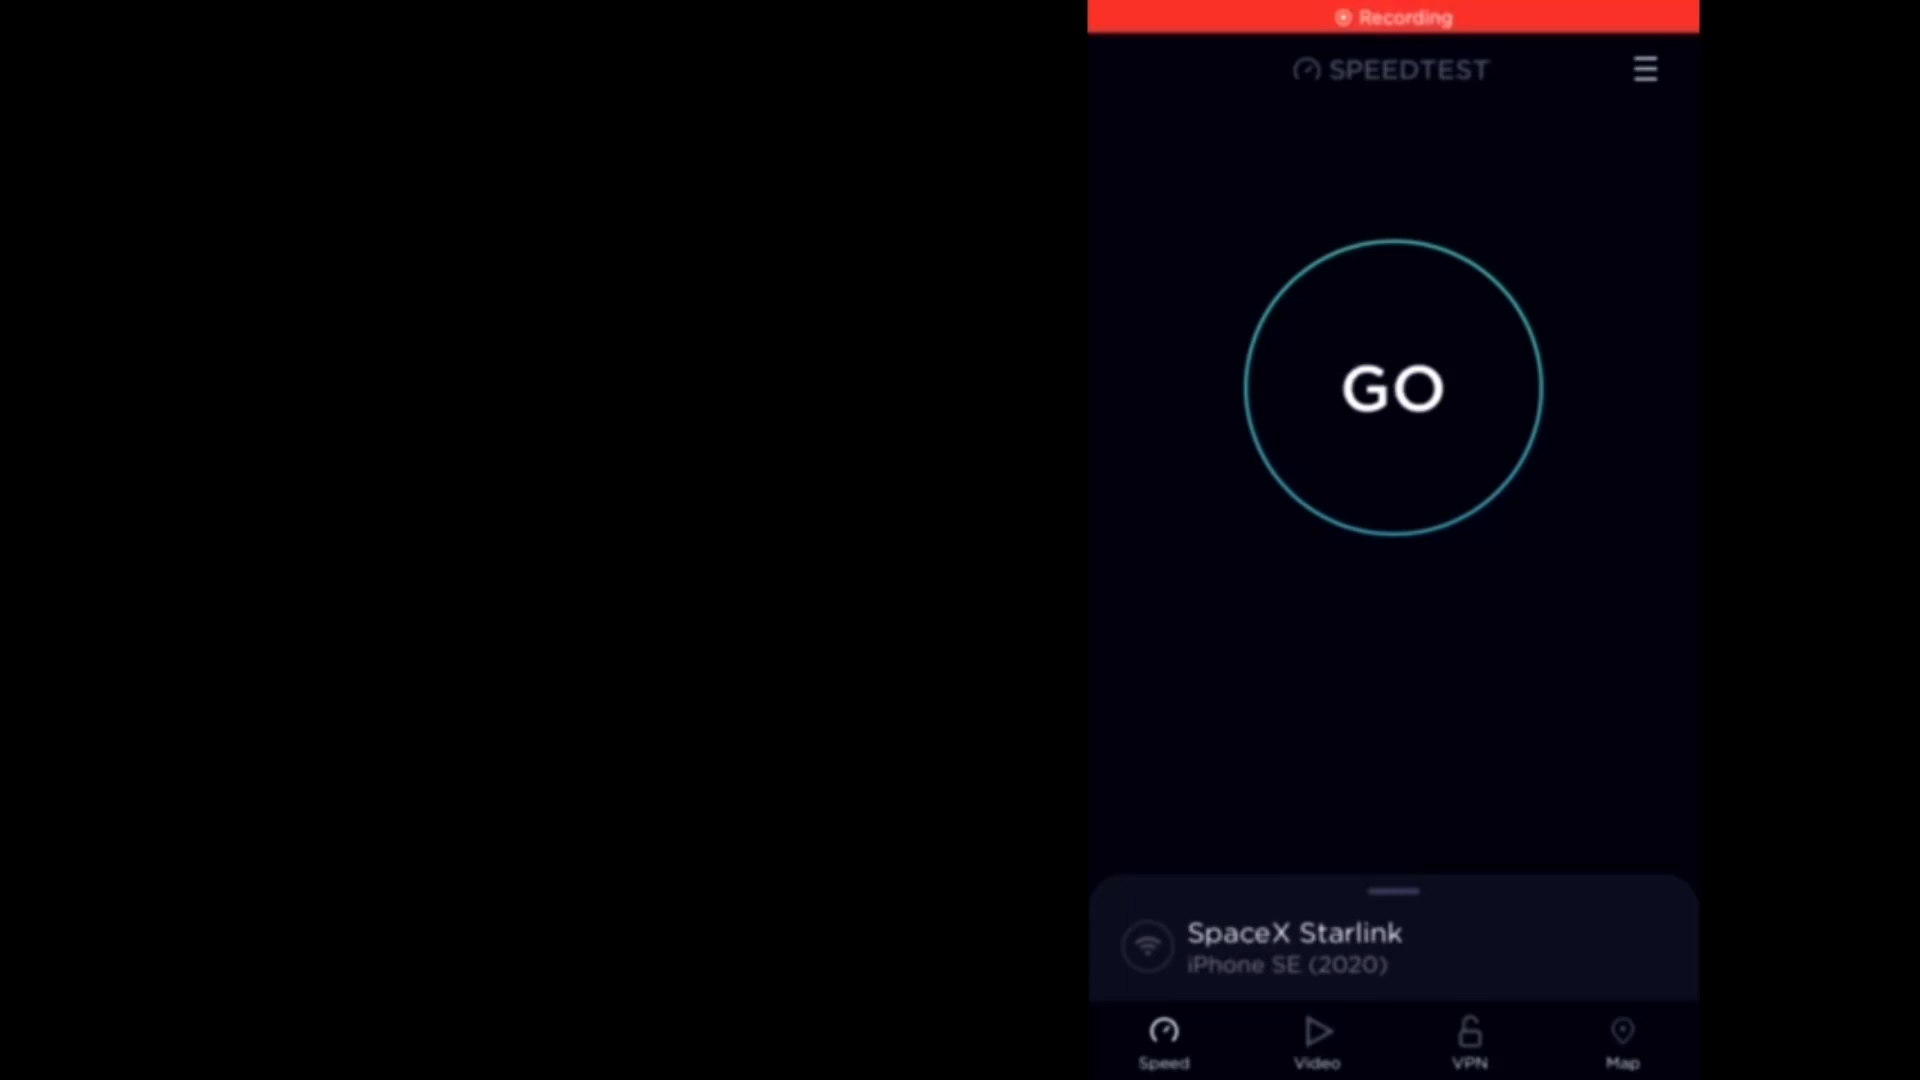 Recording
SPEEDTEST
GO
SpaceX Starlink
iPhone SE (2020)
Speed
Video
VPN
Map